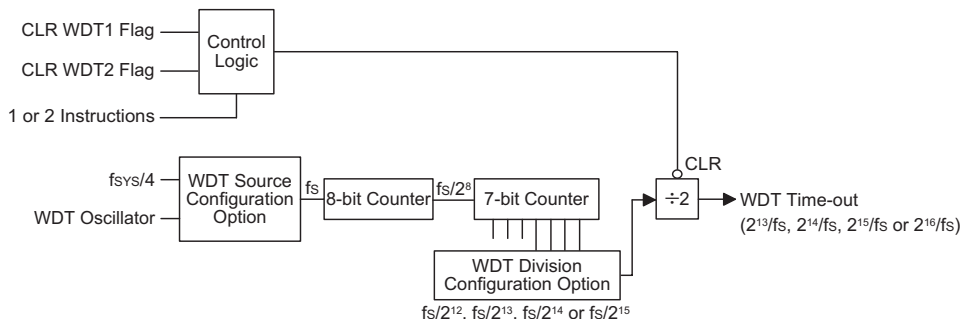 CLR WDT1 Flag
CLR WDT2 Flag
1 or 2 Instructions
Control
Logic
CLR
fSYS/4
WDT Oscillator
WDT Source
Configuration
Option
fS
8-bit Counter
fS/2⁸
7-bit Counter
÷2
WDT Time-out
(2¹³/fS, 2¹⁴/fS, 2¹⁵/fS or 2¹⁶/fS)
WDT Division
Configuration Option
fS/2¹², fS/2¹³, fS/2¹⁴ or fS/2¹⁵